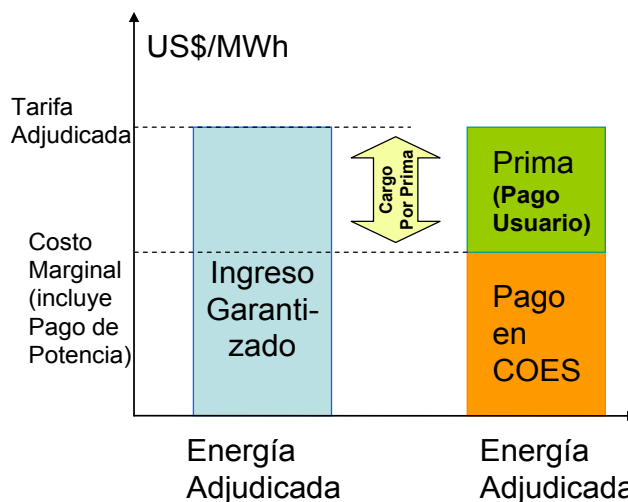 US$/MWh
Tarifa
Adjudicada
Costo
Marginal
(incluye
Pago de
Potencia)
Ingreso
Garanti-
zado
Cargo
Por Prima
Prima
(Pago
Usuario)
Pago
en
COES
Energía
Adjudicada
Energía
Adjudicada